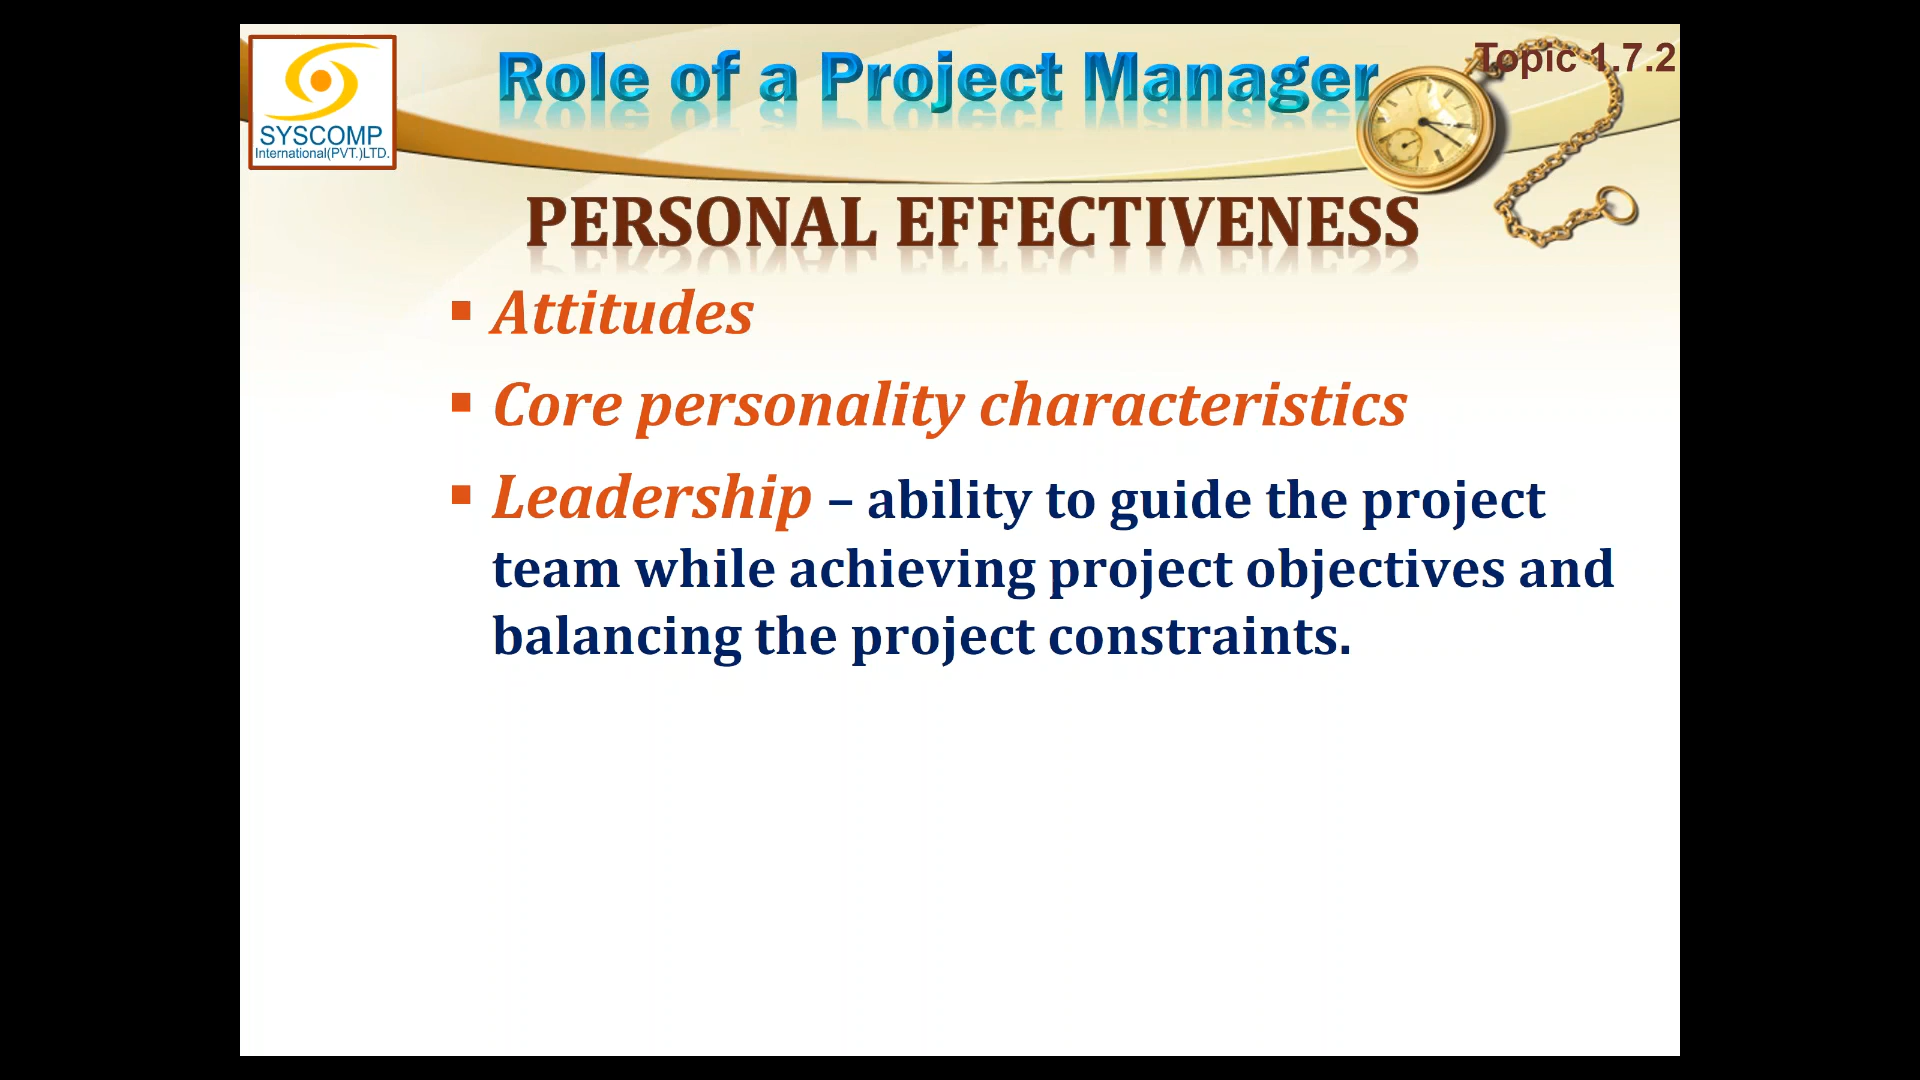 SYSCOMP
International(PVT.)LTD.
Role of a Project Manager
Topic 1.7.2
PERSONAL EFFECTIVENESS
▪ Attitudes
▪ Core personality characteristics
▪ Leadership – ability to guide the project
team while achieving project objectives and
balancing the project constraints.